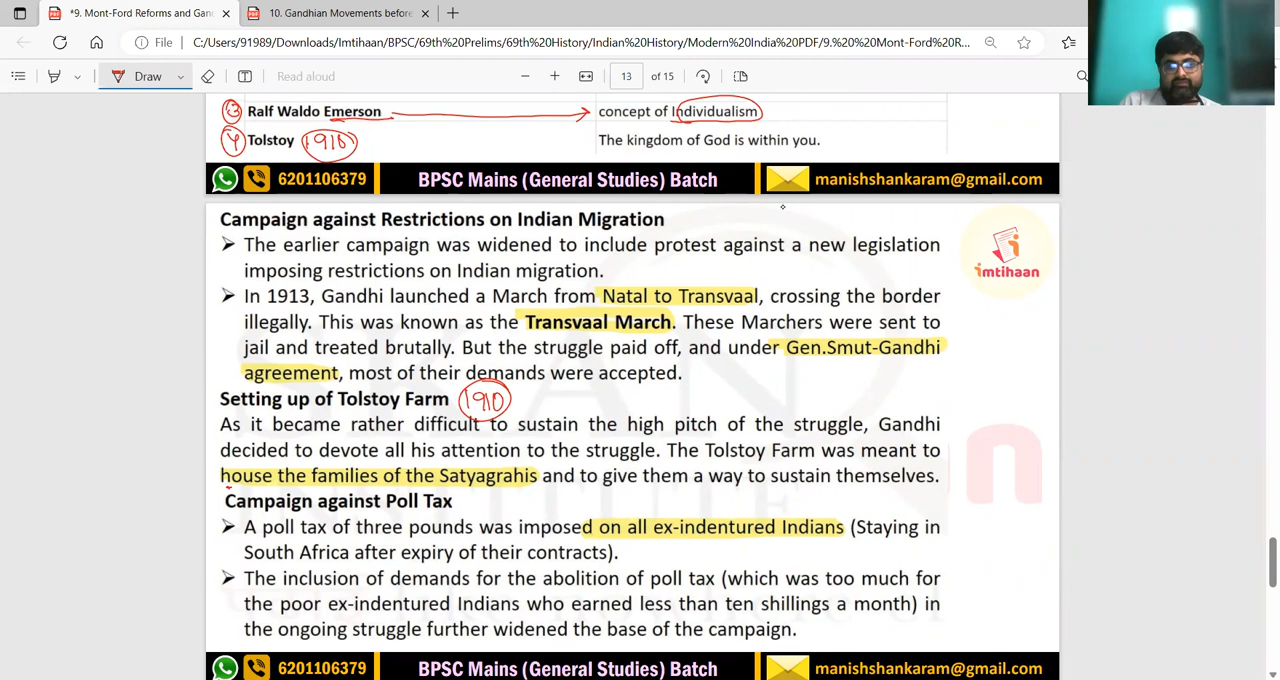 *9. Mont-Ford Reforms and Gand
10. Gandhian Movements before
File
C:/Users/91989/Downloads/Imtihaan/BPSC/69th%20Prelims/69th%20History/Indian%20History/Modern%20India%20PDF/9.%20%20Mont-Ford%20R...
Draw
Read aloud
13 of 15
Ralf Waldo Emerson
concept of Individualism
4 Tolstoy 1910
The kingdom of God is within you.
6201106379 BPSC Mains (General Studies) Batch manishshankaram@gmail.com
Campaign against Restrictions on Indian Migration
➤ The earlier campaign was widened to include protest against a new legislation
imposing restrictions on Indian migration.
➤ In 1913, Gandhi launched a March from Natal to Transvaal, crossing the border
illegally. This was known as the Transvaal March. These Marchers were sent to
jail and treated brutally. But the struggle paid off, and under Gen.Smut-Gandhi
agreement, most of their demands were accepted.
imtihaan
Setting up of Tolstoy Farm 1910
As it became rather difficult to sustain the high pitch of the struggle, Gandhi
decided to devote all his attention to the struggle. The Tolstoy Farm was meant to
house the families of the Satyagrahis and to give them a way to sustain themselves.
Campaign against Poll Tax
➤ A poll tax of three pounds was imposed on all ex-indentured Indians (Staying in
South Africa after expiry of their contracts).
➤ The inclusion of demands for the abolition of poll tax (which was too much for
the poor ex-indentured Indians who earned less than ten shillings a month) in
the ongoing struggle further widened the base of the campaign.
6201106379 BPSC Mains (General Studies) Batch manishshankaram@gmail.com